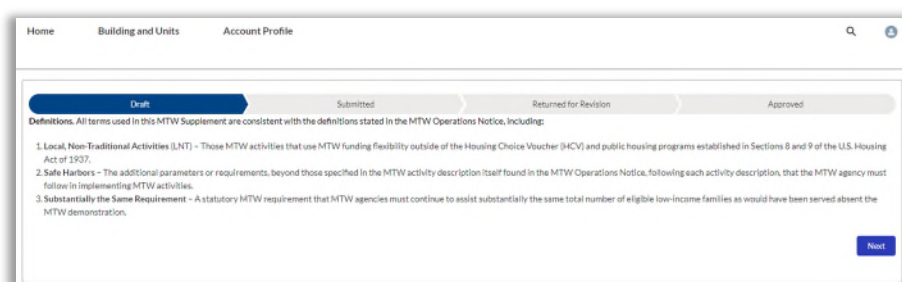 Home Building and Units Account Profile
Draft Submitted Returned for Revision Approved
Definitions. All terms used in this MTW Supplement are consistent with the definitions stated in the MTW Operations Notice, including:
1. Local, Non-Traditional Activities (LNT) – Those MTW activities that use MTW funding flexibility outside of the Housing Choice Voucher (HCV) and public housing programs established in Sections 8 and 9 of the U.S. Housing
Act of 1937.
2. Safe Harbors – The additional parameters or requirements, beyond those specified in the MTW activity description itself found in the MTW Operations Notice, following each activity description, that the MTW agency must
follow in implementing MTW activities.
3. Substantially the Same Requirement – A statutory MTW requirement that MTW agencies must continue to assist substantially the same total number of eligible low-income families as would have been served absent the
MTW demonstration.
Next